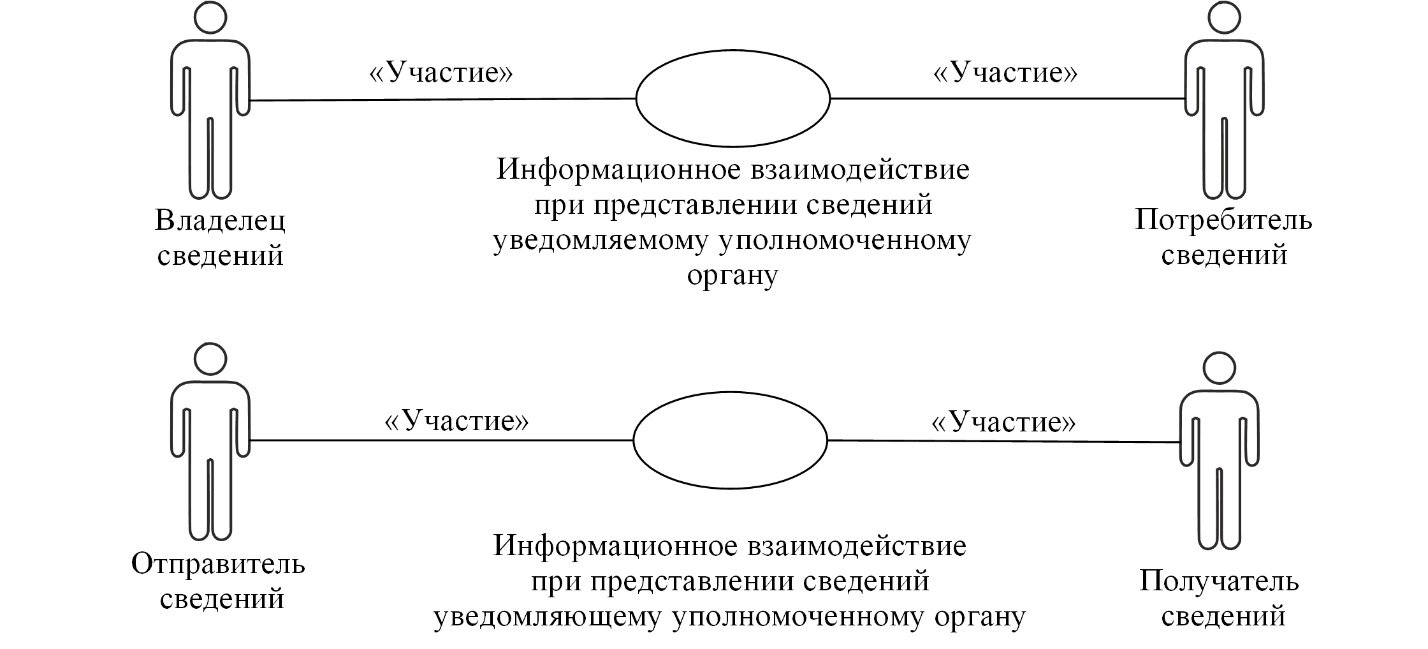 «Участие»
«Участие»
Информационное взаимодействие
при представлении сведений
уведомляемому уполномоченному
органу
Владелец
сведений
Потребитель
сведений
«Участие»
«Участие»
Информационное взаимодействие
при представлении сведений
уведомляющему уполномоченному органу
Отправитель
сведений
Получатель
сведений